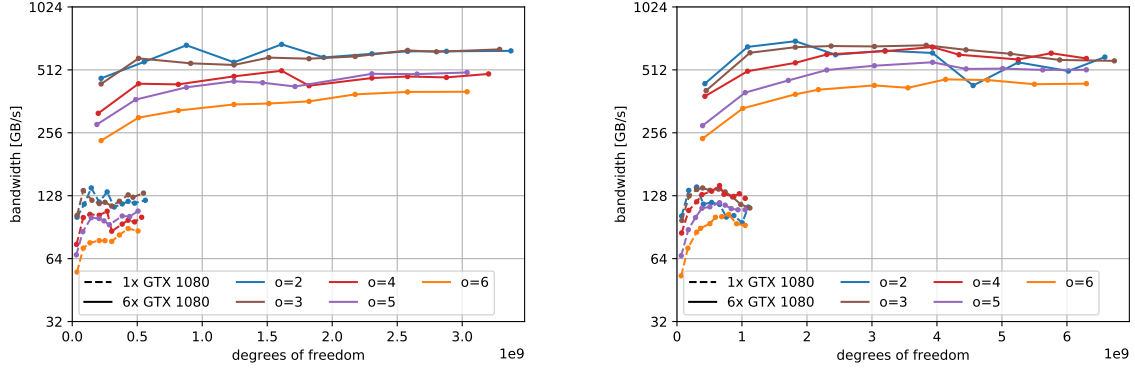 1024
512
256
128
64
32
bandwidth [GB/s]
1x GTX 1080
6x GTX 1080
o=2
o=3
o=4
o=5
o=6
0.0
0.5
1.0
1.5
2.0
2.5
3.0
degrees of freedom
1e9
1024
512
256
128
64
32
bandwidth [GB/s]
1x GTX 1080
6x GTX 1080
o=2
o=3
o=4
o=5
o=6
0
1
2
3
4
5
6
degrees of freedom
1e9